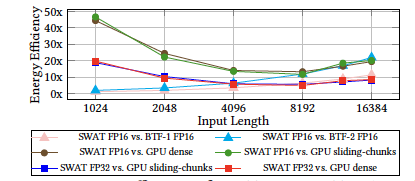 50x
40x
30x
20x
10x
0x
Energy Efficiency
1024 2048 4096 8192 16384
Input Length
SWAT FP16 vs. BTF-1 FP16 SWAT FP16 vs. BTF-2 FP16
SWAT FP16 vs. GPU dense SWAT FP16 vs. GPU sliding-chunks
SWAT FP32 vs. GPU sliding-chunks SWAT FP32 vs. GPU dense